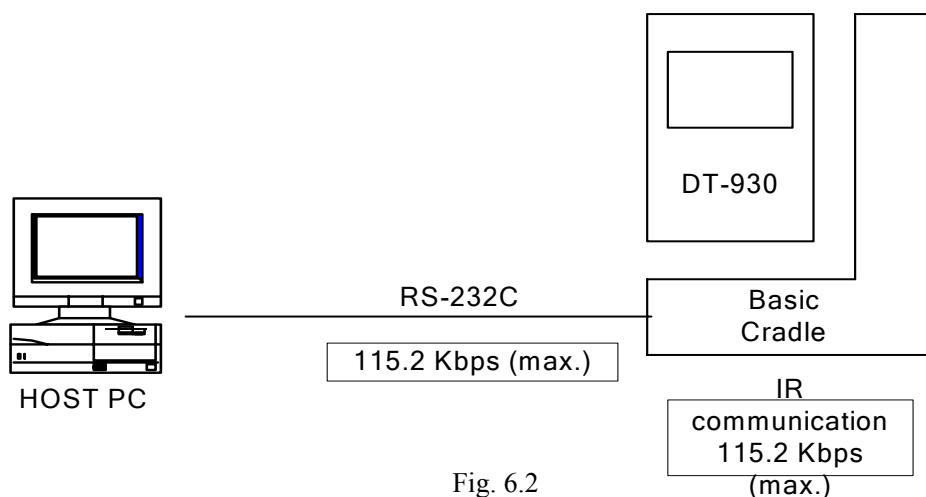 DT-930
RS-232C
Basic
Cradle
115.2 Kbps (max.)
HOST PC
IR
communication
115.2 Kbps
(max.)
Fig. 6.2